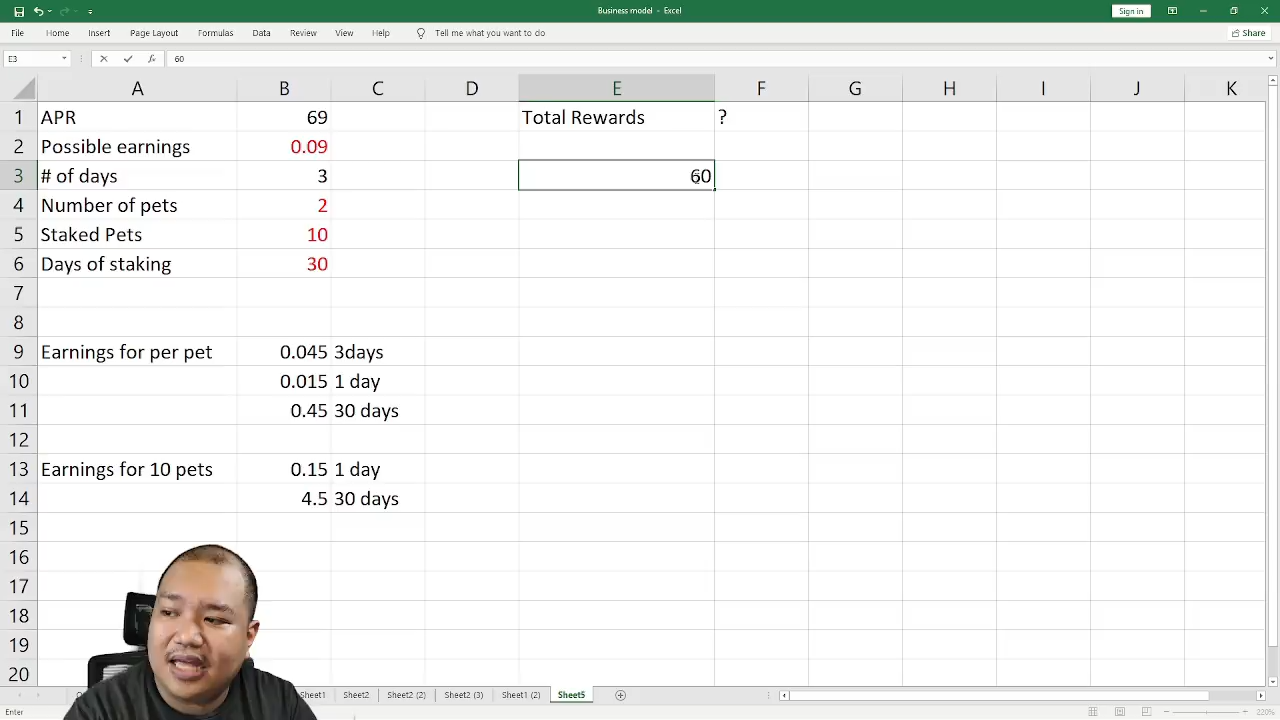 Business model - Excel
Sign in
File Home Insert Page Layout Formulas Data Review View Help Tell me what you want to do Share
E3 fx 60
A B C D E F G H I J K
1 APR 69 Total Rewards ?
2 Possible earnings 0.09
3 # of days 3 60
4 Number of pets 2
5 Staked Pets 10
6 Days of staking 30
7
8
9 Earnings for per pet 0.045 3days
10 0.015 1 day
11 0.45 30 days
12
13 Earnings for 10 pets 0.15 1 day
14 4.5 30 days
15
16
17
18
19
20
Sheet1 Sheet2 Sheet2 (2) Sheet2 (3) Sheet1 (2) Sheet5
Enter 220%